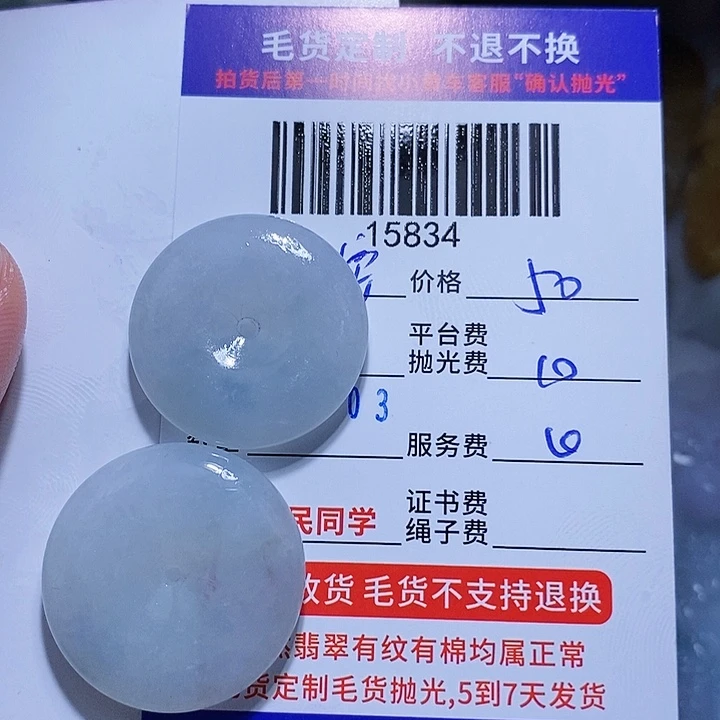 毛货定制 不退不换
拍货后第一时间找小黄车客服“确认抛光”
15834
价格 50
平台费
抛光费 10
03
服务费
民同学
证书费
绳子费
收货 毛货不支持退换
翡翠有纹有棉均属正常
货定制毛货抛光,5到7天发货